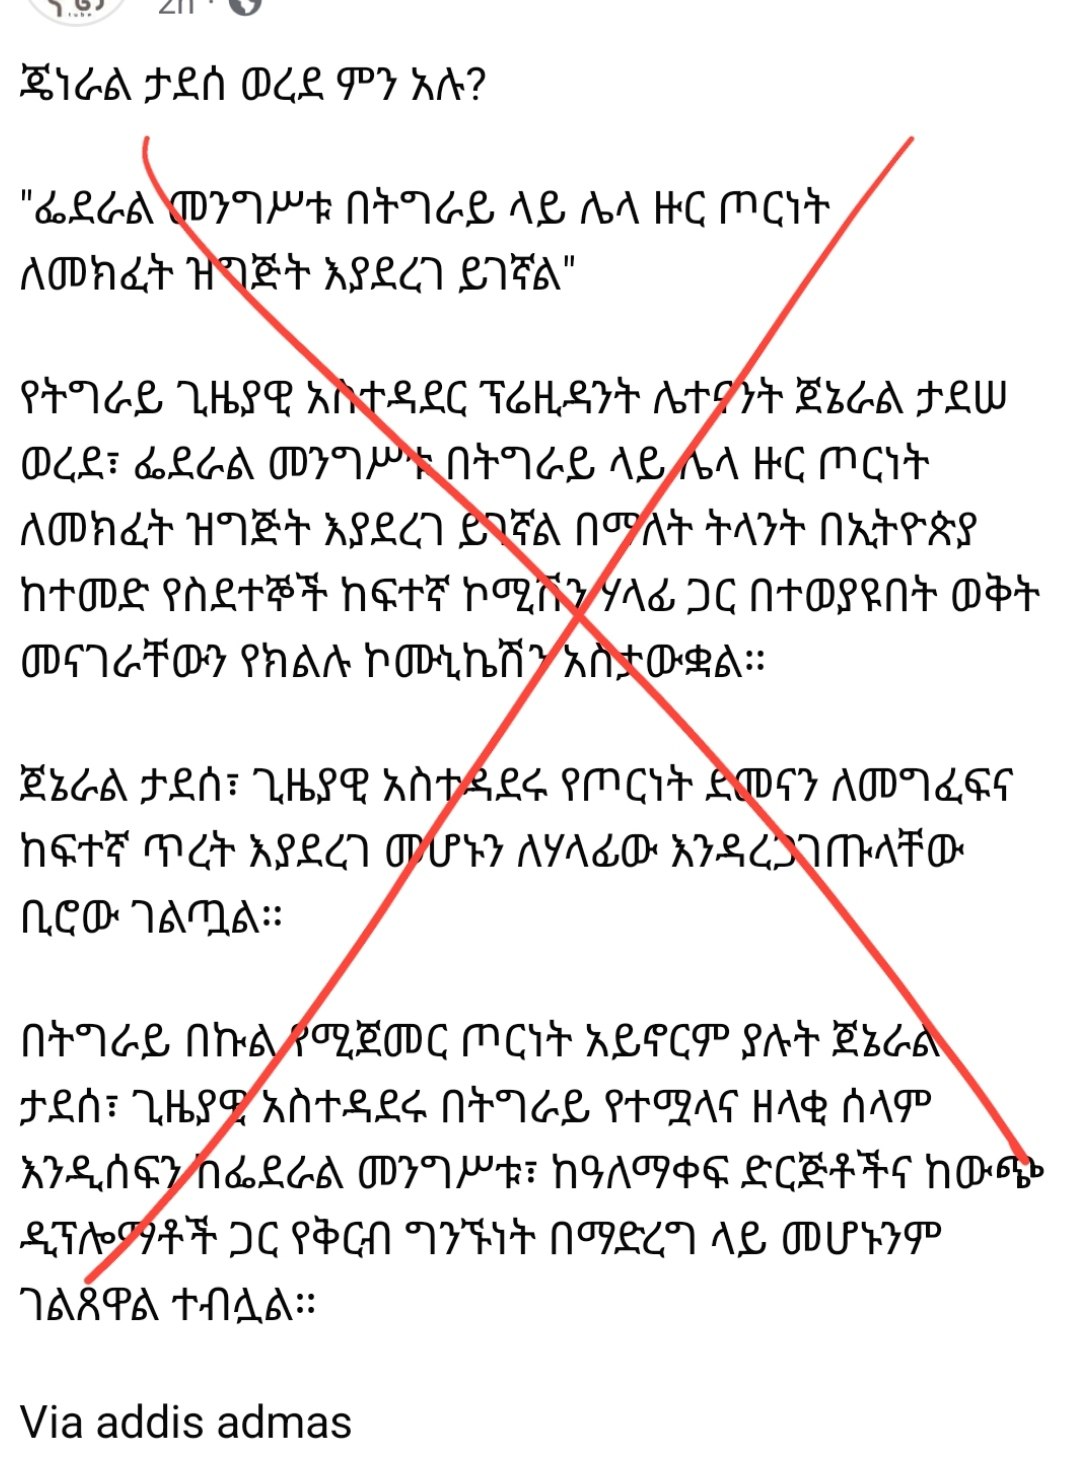 2h ·
ጄነራል ታደሰ ወረደ ምን አሉ?
"ፌደራል መንግሥቱ በትግራይ ላይ ሌላ ዙር ጦርነት
ለመክፈት ዝግጅት እያደረገ ይገኛል"
የትግራይ ጊዜያዊ አስተዳደር ፕሬዚዳንት ሌተናንት ጀኔራል ታደሠ
ወረደ፣ ፌደራል መንግሥቱ በትግራይ ላይ ሌላ ዙር ጦርነት
ለመክፈት ዝግጅት እያደረገ ይገኛል በማለት ትላንት በኢትዮጵያ
ከተመድ የስደተኞች ከፍተኛ ኮሚሽን ሃላፊ ጋር በተወያዩበት ወቅት
መናገራቸውን የክልሉ ኮሙኒኬሽን አስታውቋል።
ጀኔራል ታደሰ፣ ጊዜያዊ አስተዳደሩ የጦርነት ደመናን ለመግፈፍና
ከፍተኛ ጥረት እያደረገ መሆኑን ለሃላፊው እንዳረጋገጡላቸው
ቢሮው ገልጧል።
በትግራይ በኩል የሚጀመር ጦርነት አይኖርም ያሉት ጀኔራል
ታደሰ፣ ጊዜያዊ አስተዳደሩ በትግራይ የተሟላና ዘላቂ ሰላም
እንዲሰፍን ከፌደራል መንግሥቱ፣ ከዓለማቀፍ ድርጅቶችና ከውጭ
ዲፕሎማቶች ጋር የቅርብ ግንኙነት በማድረግ ላይ መሆኑንም
ገልጸዋል ተብሏል።
Via addis admas